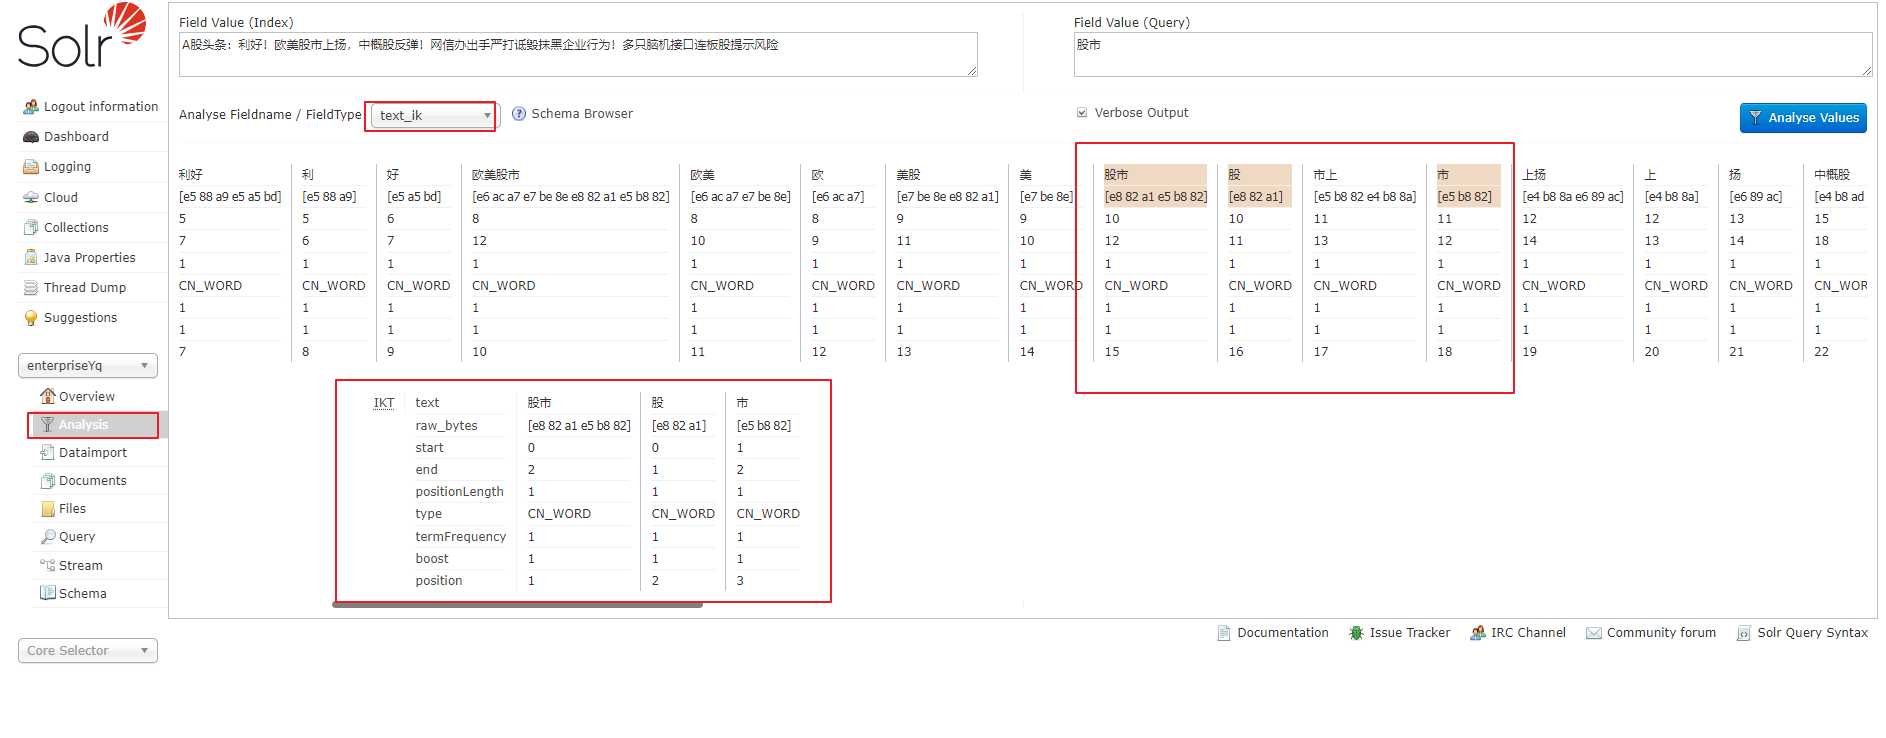 Solr
Logout information
Dashboard
Logging
Cloud
Collections
Java Properties
Thread Dump
Suggestions
enterpriseYq
Overview
Analysis
Dataimport
Documents
Files
Query
Stream
Schema
Core Selector
Field Value (Index) Field Value (Query)
A股头条：利好！欧美股市上扬，中概股反弹！网信办出手严打诋毁抹黑企业行为！多只脑机接口连板股提示风险 股市
Analyse Fieldname / FieldType text_ik ? Schema Browser Verbose Output Analyse Values
利好 利 好 欧美股市 欧美 欧 美股 美 股市 股 市上 市 上扬 上 扬 中概股
[e5 88 a9 e5 a5 bd] [e5 88 a9] [e5 a5 bd] [e6 ac a7 e7 be 8e e8 82 a1 e5 b8 82] [e6 ac a7 e7 be 8e] [e6 ac a7] [e7 be 8e e8 82 a1] [e7 be 8e] [e8 82 a1 e5 b8 82] [e8 82 a1] [e5 b8 82 e4 b8 8a] [e5 b8 82] [e4 b8 8a e6 89 ac] [e4 b8 8a] [e6 89 ac] [e4 b8 ad
5 5 6 8 8 8 9 9 10 10 11 11 12 12 13 15
7 6 7 12 10 9 11 10 12 11 13 12 14 13 14 18
1 1 1 1 1 1 1 1 1 1 1 1 1 1 1 1
CN_WORD CN_WORD CN_WORD CN_WORD CN_WORD CN_WORD CN_WORD CN_WORD CN_WORD CN_WORD CN_WORD CN_WORD CN_WORD CN_WORD CN_WORD CN_WOR
1 1 1 1 1 1 1 1 1 1 1 1 1 1 1 1
1 1 1 1 1 1 1 1 1 1 1 1 1 1 1 1
7 8 9 10 11 12 13 14 15 16 17 18 19 20 21 22
IKT text 股市 股 市
raw_bytes [e8 82 a1 e5 b8 82] [e8 82 a1] [e5 b8 82]
start 0 0 1
end 2 1 2
positionLength 1 1 1
type CN_WORD CN_WORD CN_WORD
termFrequency 1 1 1
boost 1 1 1
position 1 2 3
Documentation Issue Tracker IRC Channel Community forum Solr Query Syntax